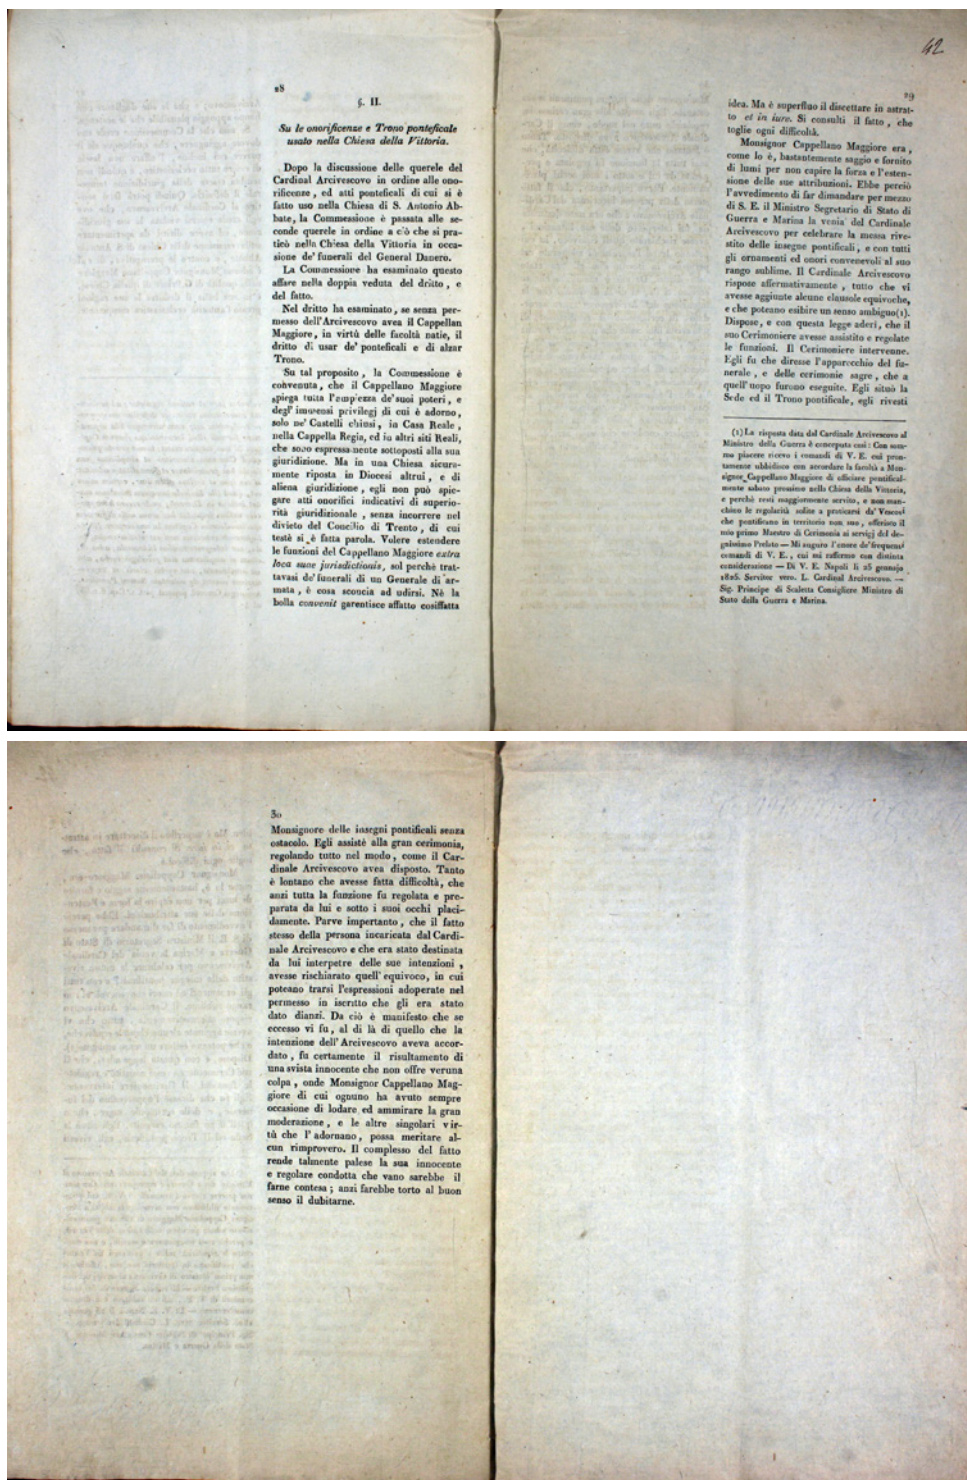 28
§. II.
Su le onorificenze e Trono ponteficale
usato nella Chiesa della Vittoria.
Dopo la discussione delle querele del
Cardinal Arcivescovo in ordine alle ono-
rificenze, ed atti ponteficali di cui si è
fatto uso nella Chiesa di S. Antonio Ab-
bate, la Commessione è passata alle se-
conde querele in ordine a ciò che si pra-
ticò nella Chiesa della Vittoria in occa-
sione de' funerali del General Danero.
La Commessione ha esaminato questo
affare nella doppia veduta del dritto, e
del fatto.
Nel dritto ha esaminato, se senza per-
messo dell'Arcivescovo avea il Cappellan
Maggiore, in virtù delle facoltà natie, il
dritto di usar de' ponteficali e di alzar
Trono.
Su tal proposito, la Commessione è
convenuta, che il Cappellano Maggiore
spiega tutta l'ampiezza de' suoi poteri, e
degl' immensi privilegj di cui è adorno,
solo ne' Castelli chiusi, in Casa Reale,
nella Cappella Regia, ed in altri siti Reali,
che sono espressamente sottoposti alla sua
giuridizione. Ma in una Chiesa sicura-
mente riposta in Diocesi altrui, e di
aliena giuridizione, egli non può spie-
gare atti onorifici indicativi di superio-
rità giuridizionale, senza incorrere nel
divieto del Concilio di Trento, di cui
testè si è fatta parola. Volere estendere
le funzioni del Cappellano Maggiore extra
loca suae jurisdictionis, sol perchè trat-
tavasi de' funerali di un Generale di ar-
mata, è cosa sconcia ad udirsi. Nè la
bolla convenit garentisce affatto cosiffatta
42
29
idea. Ma è superfluo il discettare in astrat-
to et in iure. Si consulti il fatto, che
toglie ogni difficoltà.
Monsignor Cappellano Maggiore era,
come lo è, bastantemente saggio e fornito
di lumi per non capire la forza e l'esten-
sione delle sue attribuzioni. Ebbe perciò
l'avvedimento di far dimandare per mezzo
di S. E. il Ministro Segretario di Stato di
Guerra e Marina la venia del Cardinale
Arcivescovo per celebrare la messa rive-
stito delle insegne pontificali, e con tutti
gli ornamenti ed onori convenevoli al suo
rango sublime. Il Cardinale Arcivescovo
rispose affermativamente, tutto che vi
avesse aggiunte alcune clausole equivoche,
e che poteano esibire un senso ambiguo(1).
Dispose, e con questa legge aderì, che il
suo Cerimoniere avesse assistito e regolate
le funzioni. Il Cerimoniere intervenne.
Egli fu che diresse l'apparecchio del fu-
nerale, e delle cerimonie sagre, che a
quell'uopo furono eseguite. Egli situò la
Sede ed il Trono pontificale, egli rivestì
(1) La risposta data dal Cardinale Arcivescovo al
Ministro della Guerra è conceputa così: Con som-
mo piacere ricevo i comandi di V. E. cui pron-
tamente ubbidisco con accordare la facoltà a Mon-
signor Cappellano Maggiore di officiare pontifical-
mente sabato prossimo nella Chiesa della Vittoria,
e perchè resti maggiormente servito, e non man-
chino le regolarità solite a praticarsi da' Vescovi
che pontificano in territorio non suo, offerisco il
mio primo Maestro di Cerimonia ai servigj del de-
gnissimo Prelato — Mi auguro l'onore de' frequenti
comandi di V. E., cui mi raffermo con distinta
considerazione — Di V. E. Napoli li 25 gennajo
1826. Servitor vero. L. Cardinal Arcivescovo. —
Sig. Principe di Scaletta Consigliere Ministro di
Stato della Guerra e Marina.
30
Monsignore delle insegni pontificali senza
ostacolo. Egli assistè alla gran cerimonia,
regolando tutto nel modo, come il Car-
dinale Arcivescovo avea disposto. Tanto
è lontano che avesse fatta difficoltà, che
anzi tutta la funzione fu regolata e pre-
parata da lui e sotto i suoi occhi placi-
damente. Parve impertanto, che il fatto
stesso della persona incaricata dal Cardi-
nale Arcivescovo e che era stato destinata
da lui interpetre delle sue intenzioni,
avesse rischiarato quell' equivoco, in cui
poteano trarsi l'espressioni adoperate nel
permesso in iscritto che gli era stato
dato dianzi. Da ciò è manifesto che se
eccesso vi fu, al di là di quello che la
intenzione dell' Arcivescovo aveva accor-
dato, fu certamente il risultamento di
una svista innocente che non offre veruna
colpa, onde Monsignor Cappellano Mag-
giore di cui ognuno ha avuto sempre
occasione di lodare ed ammirare la gran
moderazione, e le altre singolari vir-
tù che l' adornano, possa meritare al-
cun rimprovero. Il complesso del fatto
rende talmente palese la sua innocente
e regolare condotta che vano sarebbe il
farne contesa; anzi farebbe torto al buon
senso il dubitarne.